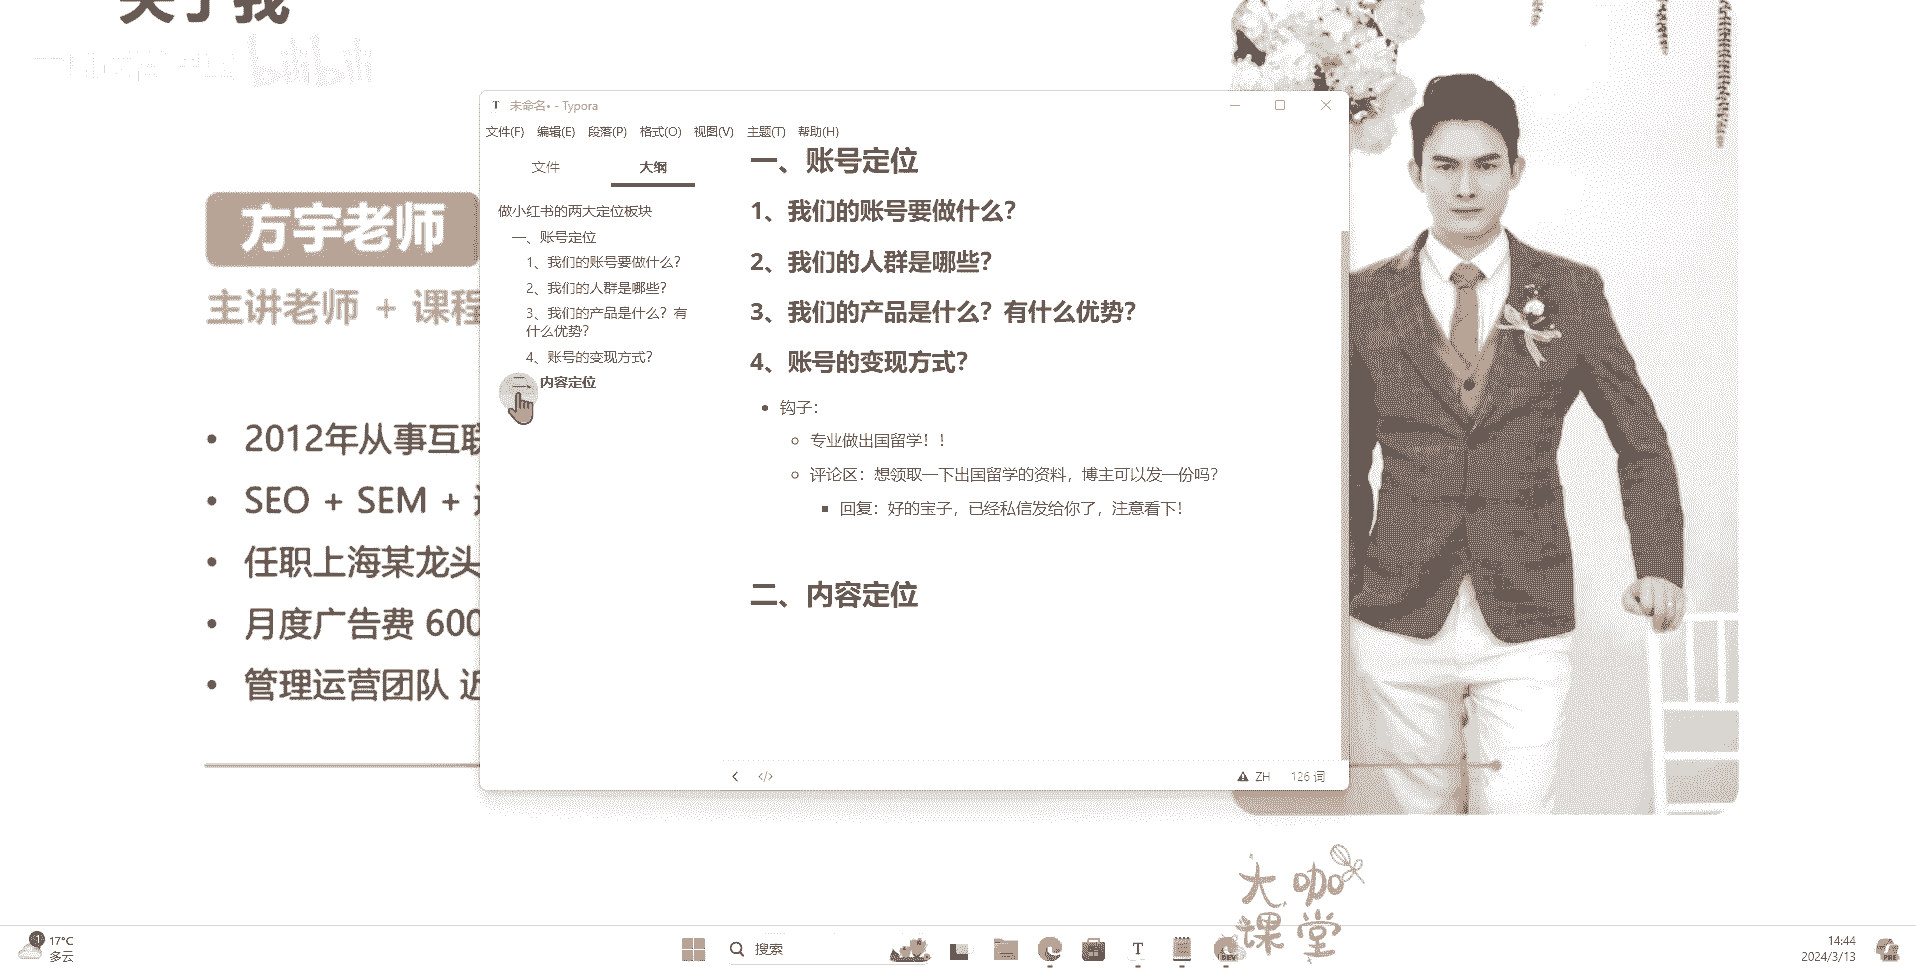 关于我
bilibili
方宇老师
主讲老师 + 课程
• 2012年从事互联
• SEO + SEM +
• 任职上海某龙头
• 月度广告费 600
• 管理运营团队 近
未命名• - Typora
文件(F) 编辑(E) 段落(P) 格式(O) 视图(V) 主题(T) 帮助(H)
文件 大纲
做小红书的两大定位板块
一、账号定位
1、我们的账号要做什么?
2、我们的人群是哪些?
3、我们的产品是什么?有
什么优势?
4、账号的变现方式?
二、内容定位
一、账号定位
1、我们的账号要做什么?
2、我们的人群是哪些?
3、我们的产品是什么?有什么优势?
4、账号的变现方式?
• 钩子:
专业做出国留学!!
评论区:想领取一下出国留学的资料,博主可以发一份吗?
回复:好的宝子,已经私信发给你了,注意看下!
二、内容定位
ZH 126 词
大咖
课堂
1 17°C
多云
搜索
T
DEV
14:44
2024/3/13
PRE